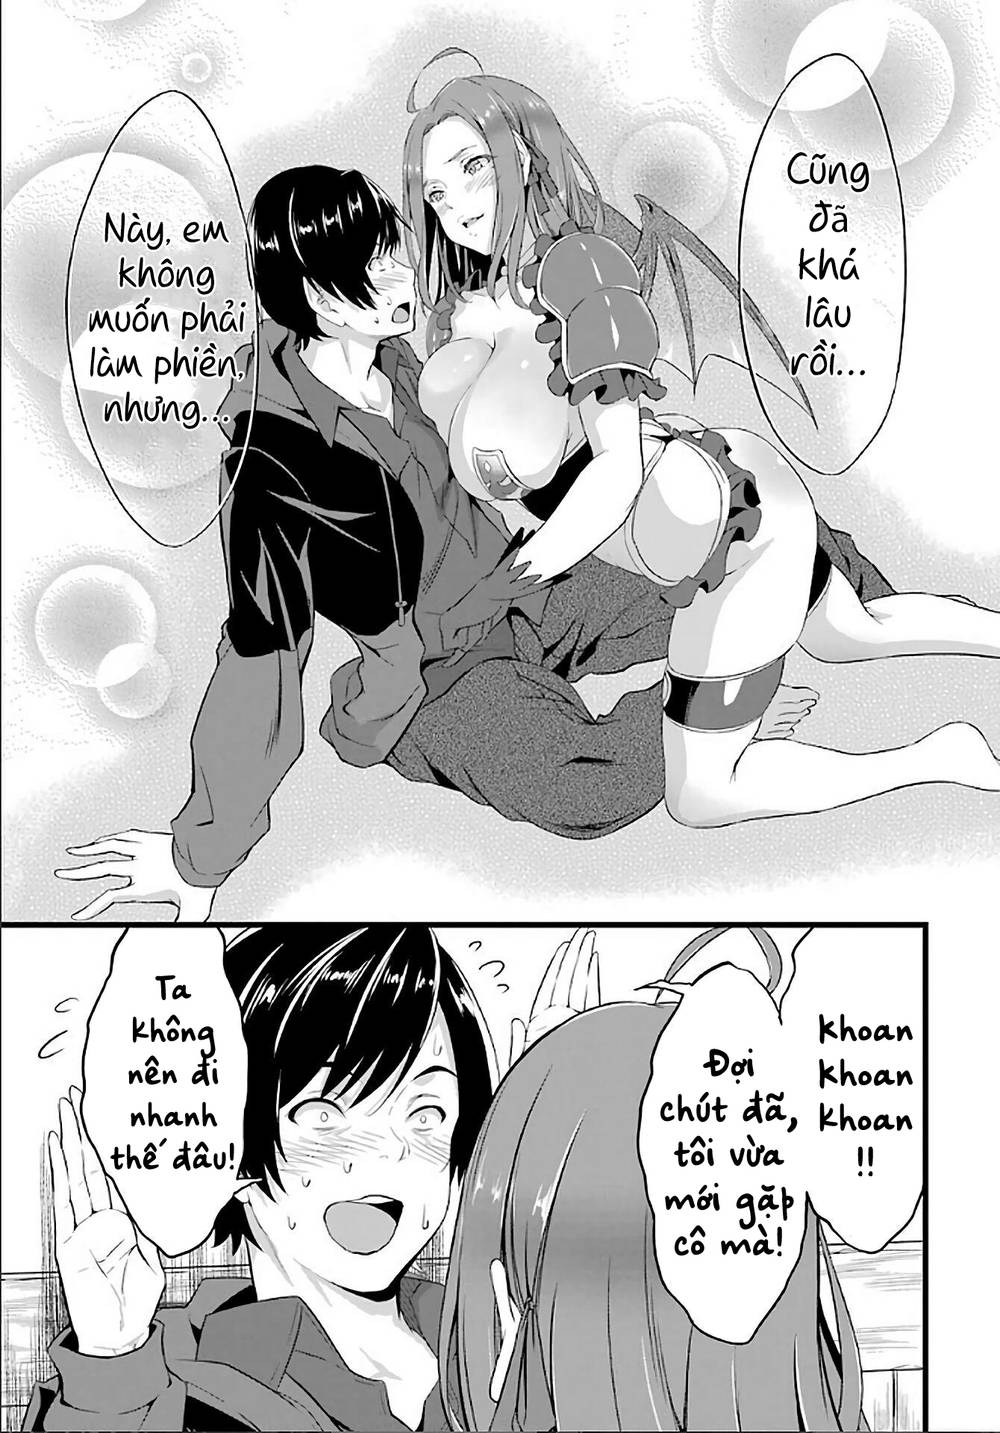 Cũng
đã
khá
lâu
rồi...
Này, em
không
muốn phải
làm phiền,
nhưng...
Khoan
Khoan
Khoan
!!
Đợi
chút đã,
tôi vừa
mới gặp
cô mà!
Ta
không
nên đi
nhanh
thế đâu!